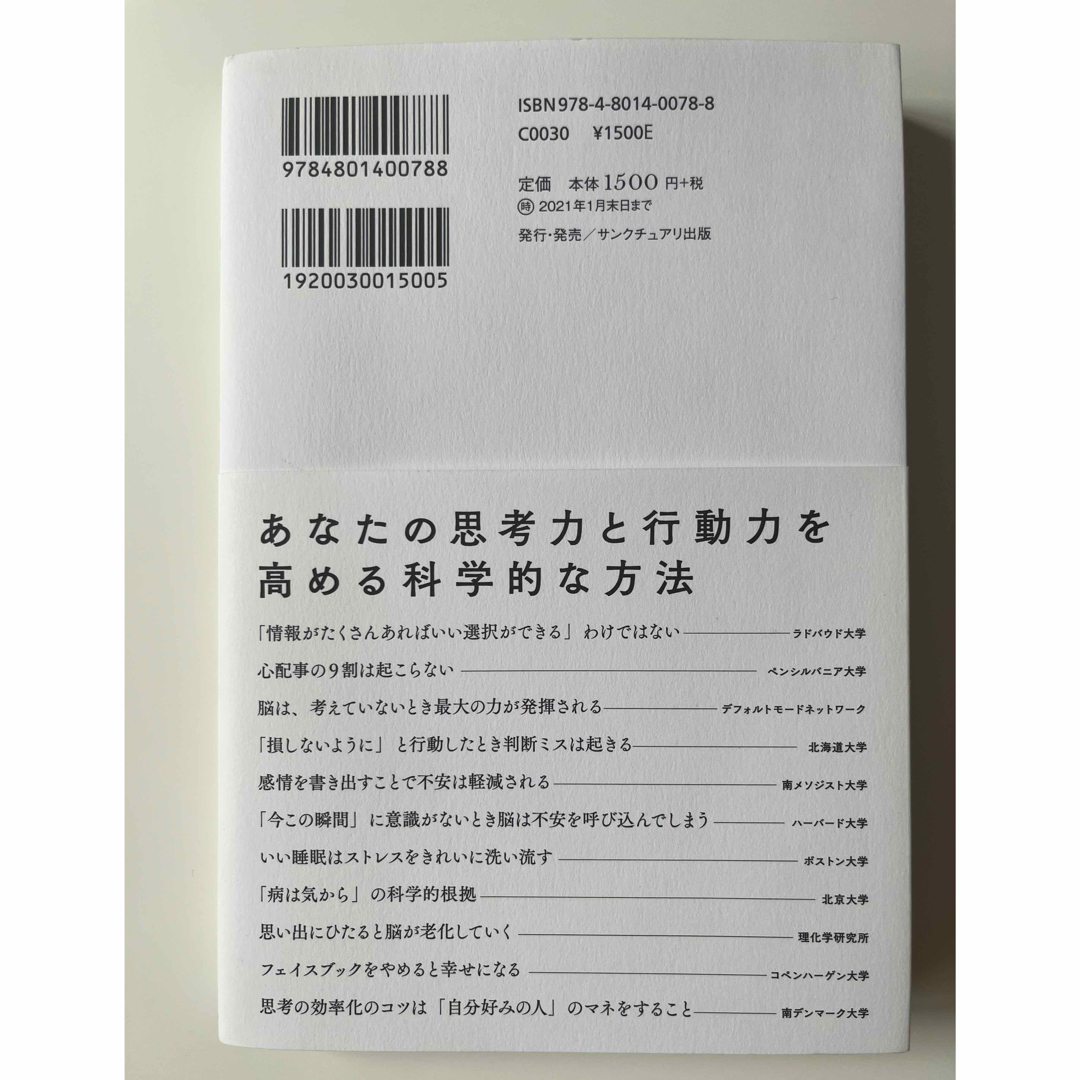 9784801400788
1920030015005
ISBN978-4-8014-0078-8
C0030 ¥1500E
定価 本体1500円+税
㊕2021年1月末日まで
発行・発売/サンクチュアリ出版
あなたの思考力と行動力を
高める科学的な方法
「情報がたくさんあればいい選択ができる」わけではない ラドバウド大学
心配事の9割は起こらない ペンシルバニア大学
脳は、考えていないとき最大の力が発揮される デフォルトモードネットワーク
「損しないように」と行動したとき判断ミスは起きる 北海道大学
感情を書き出すことで不安は軽減される 南メソジスト大学
「今この瞬間」に意識がないとき脳は不安を呼び込んでしまう ハーバード大学
いい睡眠はストレスをきれいに洗い流す ボストン大学
「病は気から」の科学的根拠 北京大学
思い出にひたると脳が老化していく 理化学研究所
フェイスブックをやめると幸せになる コペンハーゲン大学
思考の効率化のコツは「自分好みの人」のマネをすること 南デンマーク大学